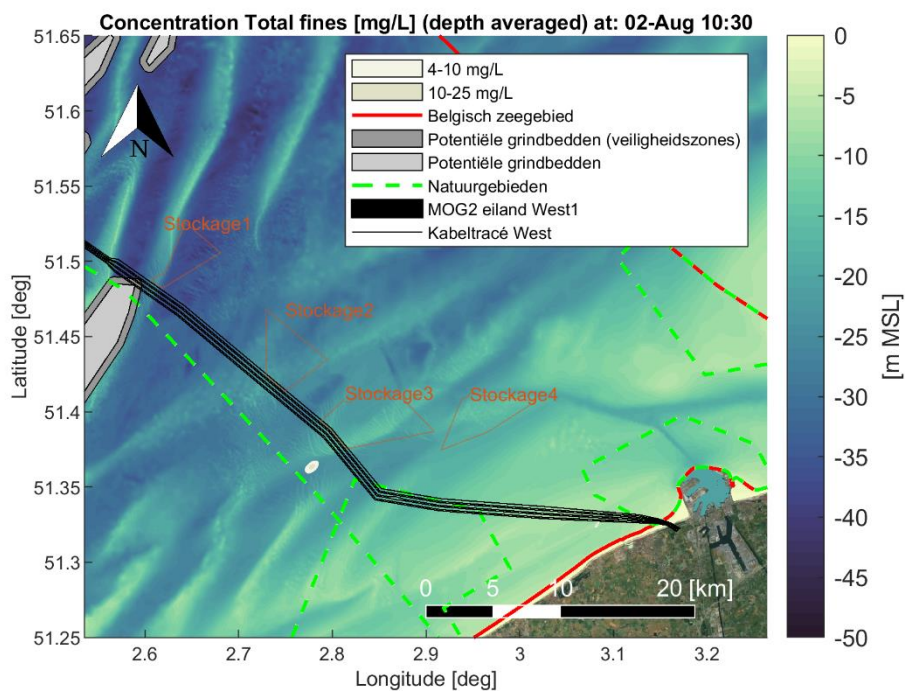 Concentration Total fines [mg/L] (depth averaged) at: 02-Aug 10:30
51.65
51.6
51.55
51.5
51.45
51.4
51.35
51.3
51.25
Latitude [deg]
N
4-10 mg/L
10-25 mg/L
Belgisch zeegebied
Potentiële grindbedden (veiligheidszones)
Potentiële grindbedden
Natuurgebieden
MOG2 eiland West1
Kabeltracé West
Stockage1
Stockage2
Stockage3
Stockage4
0 5 10 20 [km]
2.6 2.7 2.8 2.9 3 3.1 3.2
Longitude [deg]
0
-5
-10
-15
-20
-25
-30
-35
-40
-45
-50
[m MSL]